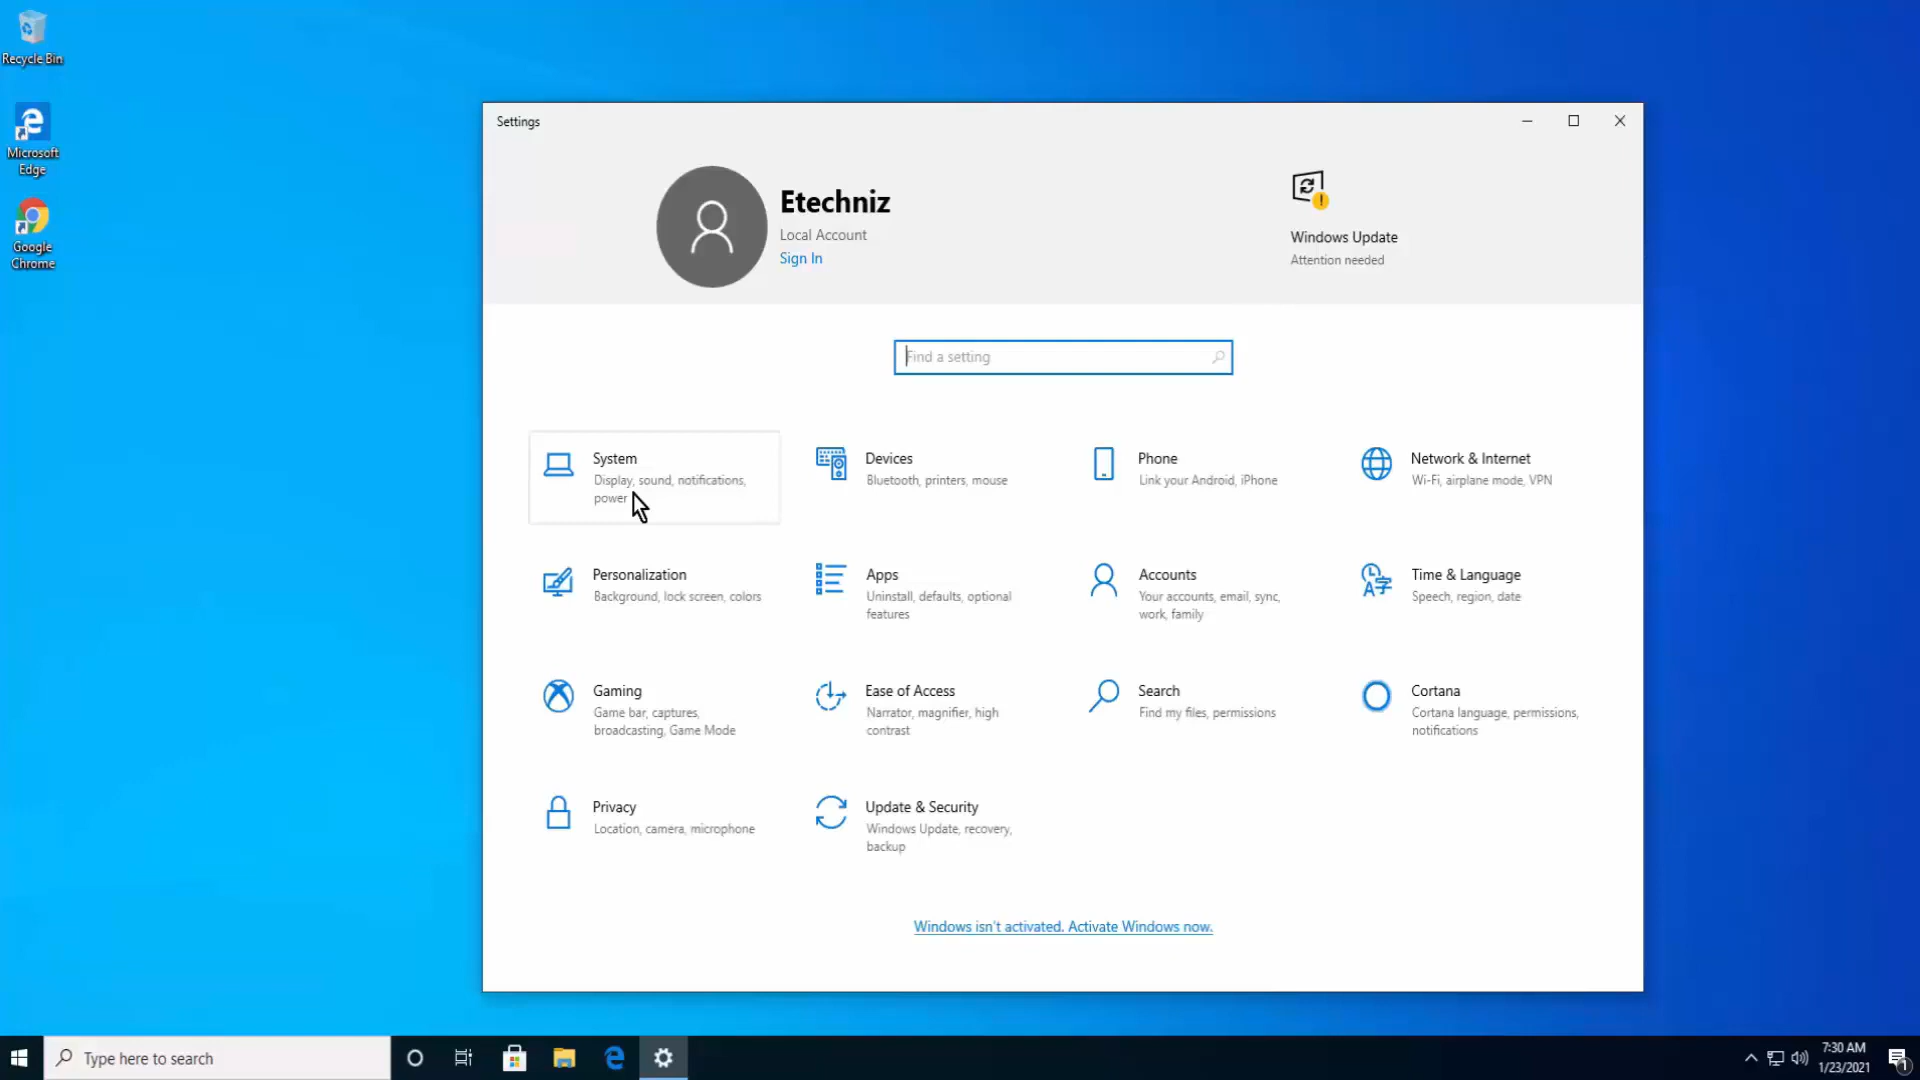 Recycle Bin
Microsoft
Edge
Google
Chrome
Settings
Etechniz
Local Account
Sign In
Windows Update
Attention needed
Find a setting
System
Display, sound, notifications,
power
Devices
Bluetooth, printers, mouse
Phone
Link your Android, iPhone
Network & Internet
Wi-Fi, airplane mode, VPN
Personalization
Background, lock screen, colors
Apps
Uninstall, defaults, optional
features
Accounts
Your accounts, email, sync,
work, family
Time & Language
Speech, region, date
Gaming
Game bar, captures,
broadcasting, Game Mode
Ease of Access
Narrator, magnifier, high
contrast
Search
Find my files, permissions
Cortana
Cortana language, permissions,
notifications
Privacy
Location, camera, microphone
Update & Security
Windows Update, recovery,
backup
Windows isn't activated. Activate Windows now.
Type here to search
7:30 AM
1/23/2021
1